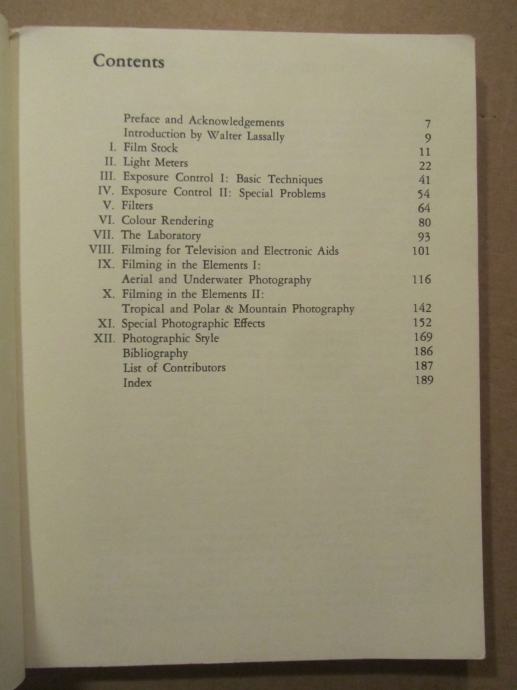 Contents
Preface and Acknowledgements 7
Introduction by Walter Lassally 9
I. Film Stock 11
II. Light Meters 22
III. Exposure Control I: Basic Techniques 41
IV. Exposure Control II: Special Problems 54
V. Filters 64
VI. Colour Rendering 80
VII. The Laboratory 93
VIII. Filming for Television and Electronic Aids 101
IX. Filming in the Elements I:
Aerial and Underwater Photography 116
X. Filming in the Elements II:
Tropical and Polar & Mountain Photography 142
XI. Special Photographic Effects 152
XII. Photographic Style 169
Bibliography 186
List of Contributors 187
Index 189